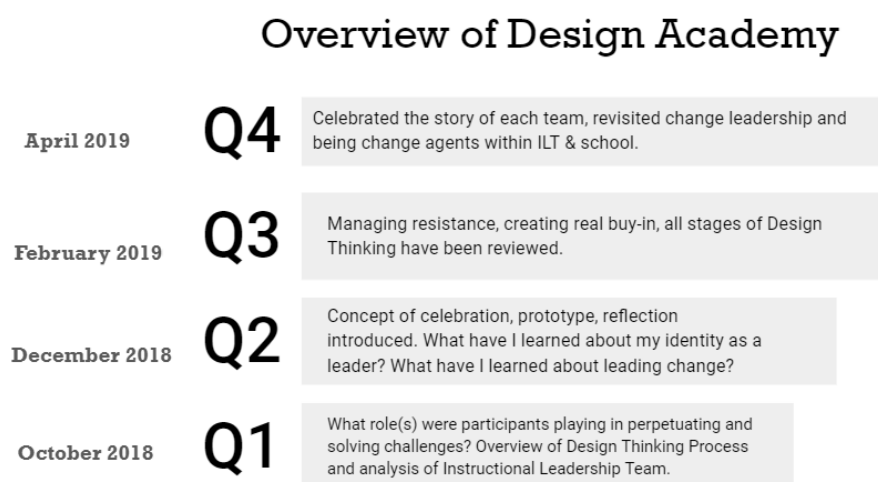 Overview of Design Academy
April 2019
Q4
Celebrated the story of each team, revisited change leadership and
being change agents within ILT & school.
February 2019
Q3
Managing resistance, creating real buy-in, all stages of Design
Thinking have been reviewed.
December 2018
Q2
Concept of celebration, prototype, reflection
introduced. What have I learned about my identity as a
leader? What have I learned about leading change?
October 2018
Q1
What role(s) were participants playing in perpetuating and
solving challenges? Overview of Design Thinking Process
and analysis of Instructional Leadership Team.